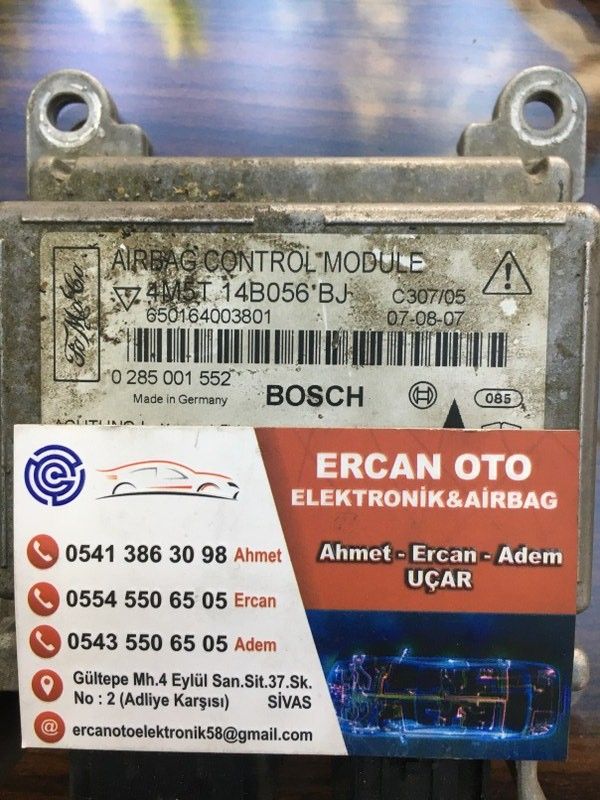 FoMoCo
AIRBAG CONTROL MODULE
4M5T 14B056 BJ
C307/05
650164003801
07-08-07
0 285 001 552
Made in Germany
BOSCH
085
ERCAN OTO
ELEKTRONİK&AİRBAG
Ahmet - Ercan - Adem
UÇAR
0541 386 30 98 Ahmet
0554 550 65 05 Ercan
0543 550 65 05 Adem
Gültepe Mh.4 Eylül San.Sit.37.Sk.
No : 2 (Adliye Karşısı) SİVAS
@ ercanotoelektronik58@gmail.com